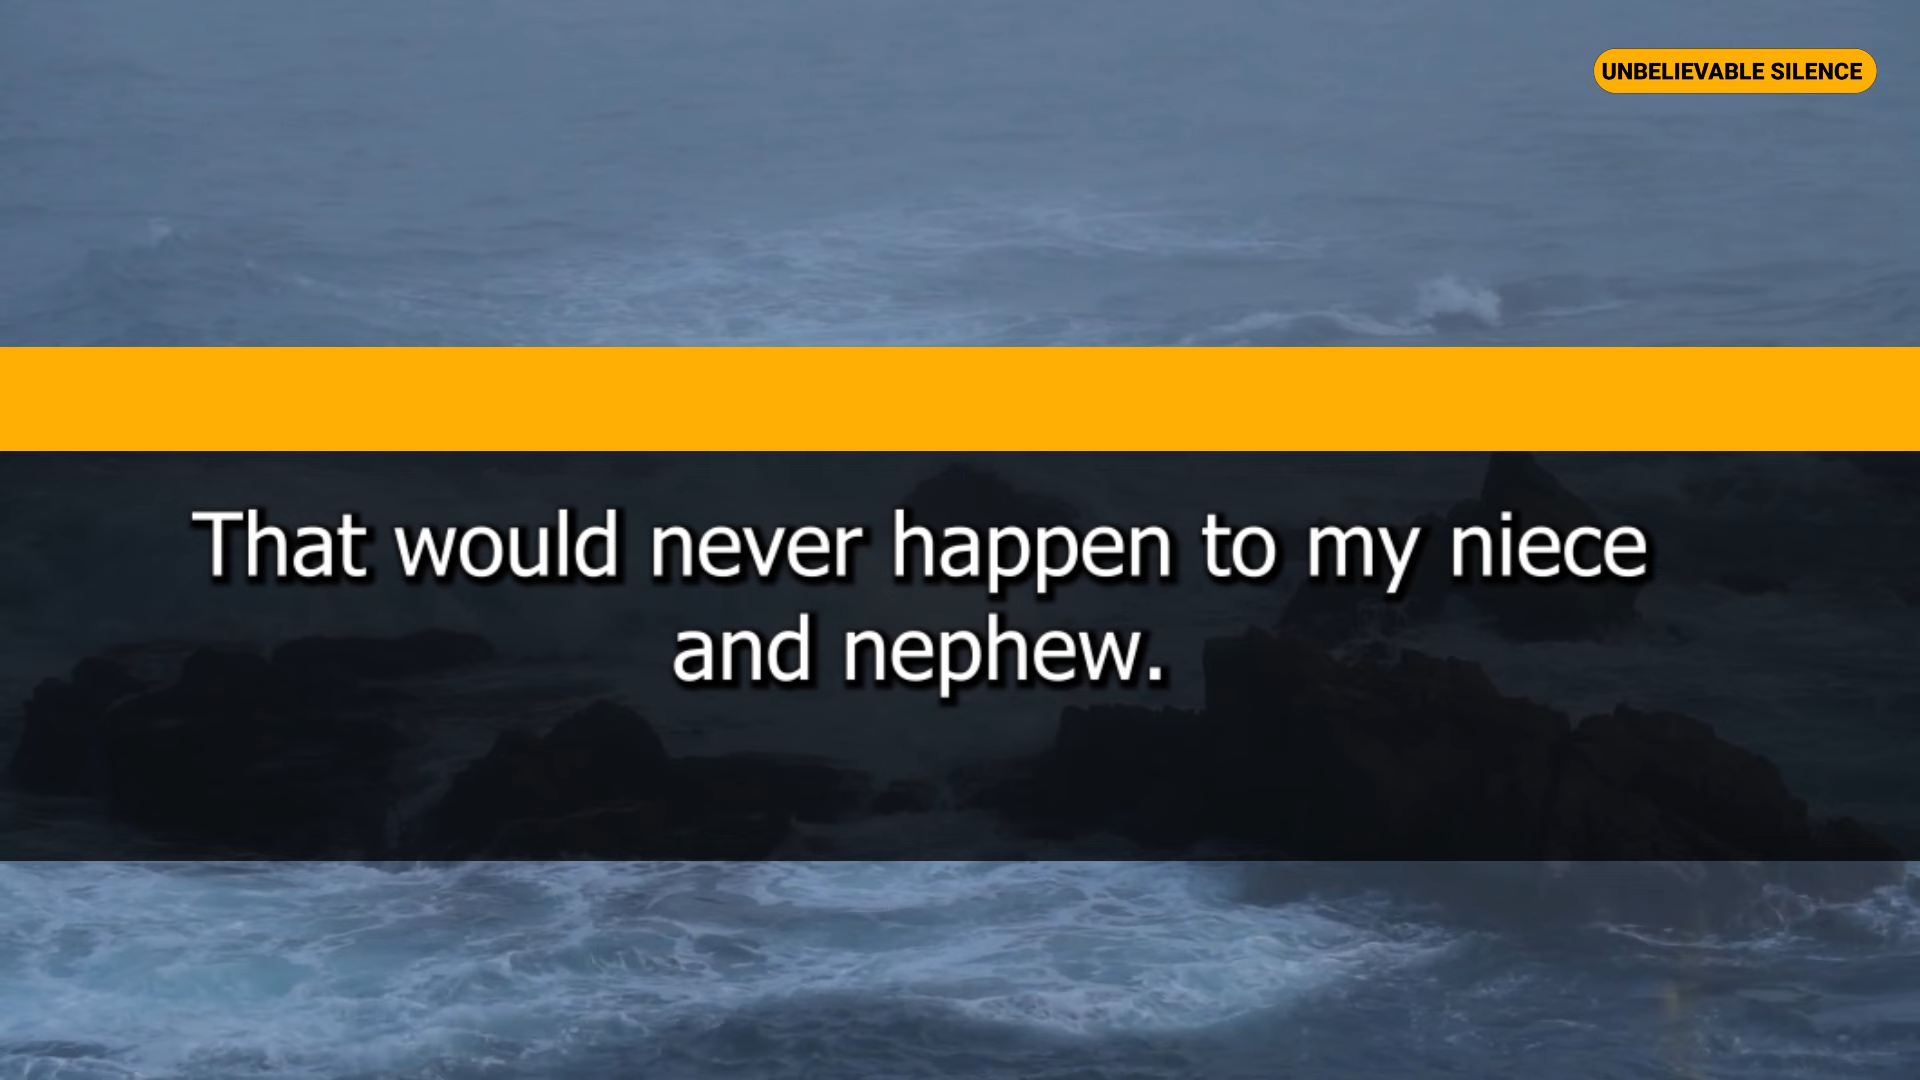 UNBELIEVABLE SILENCE
That would never happen to my niece
and nephew.